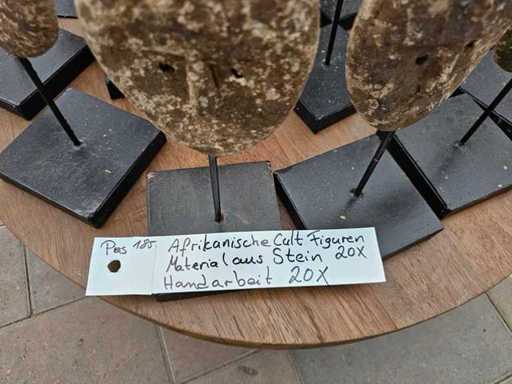 Pos 185
Afrikanische Cult Figuren
Material aus Stein 20X
Handarbeit 20X